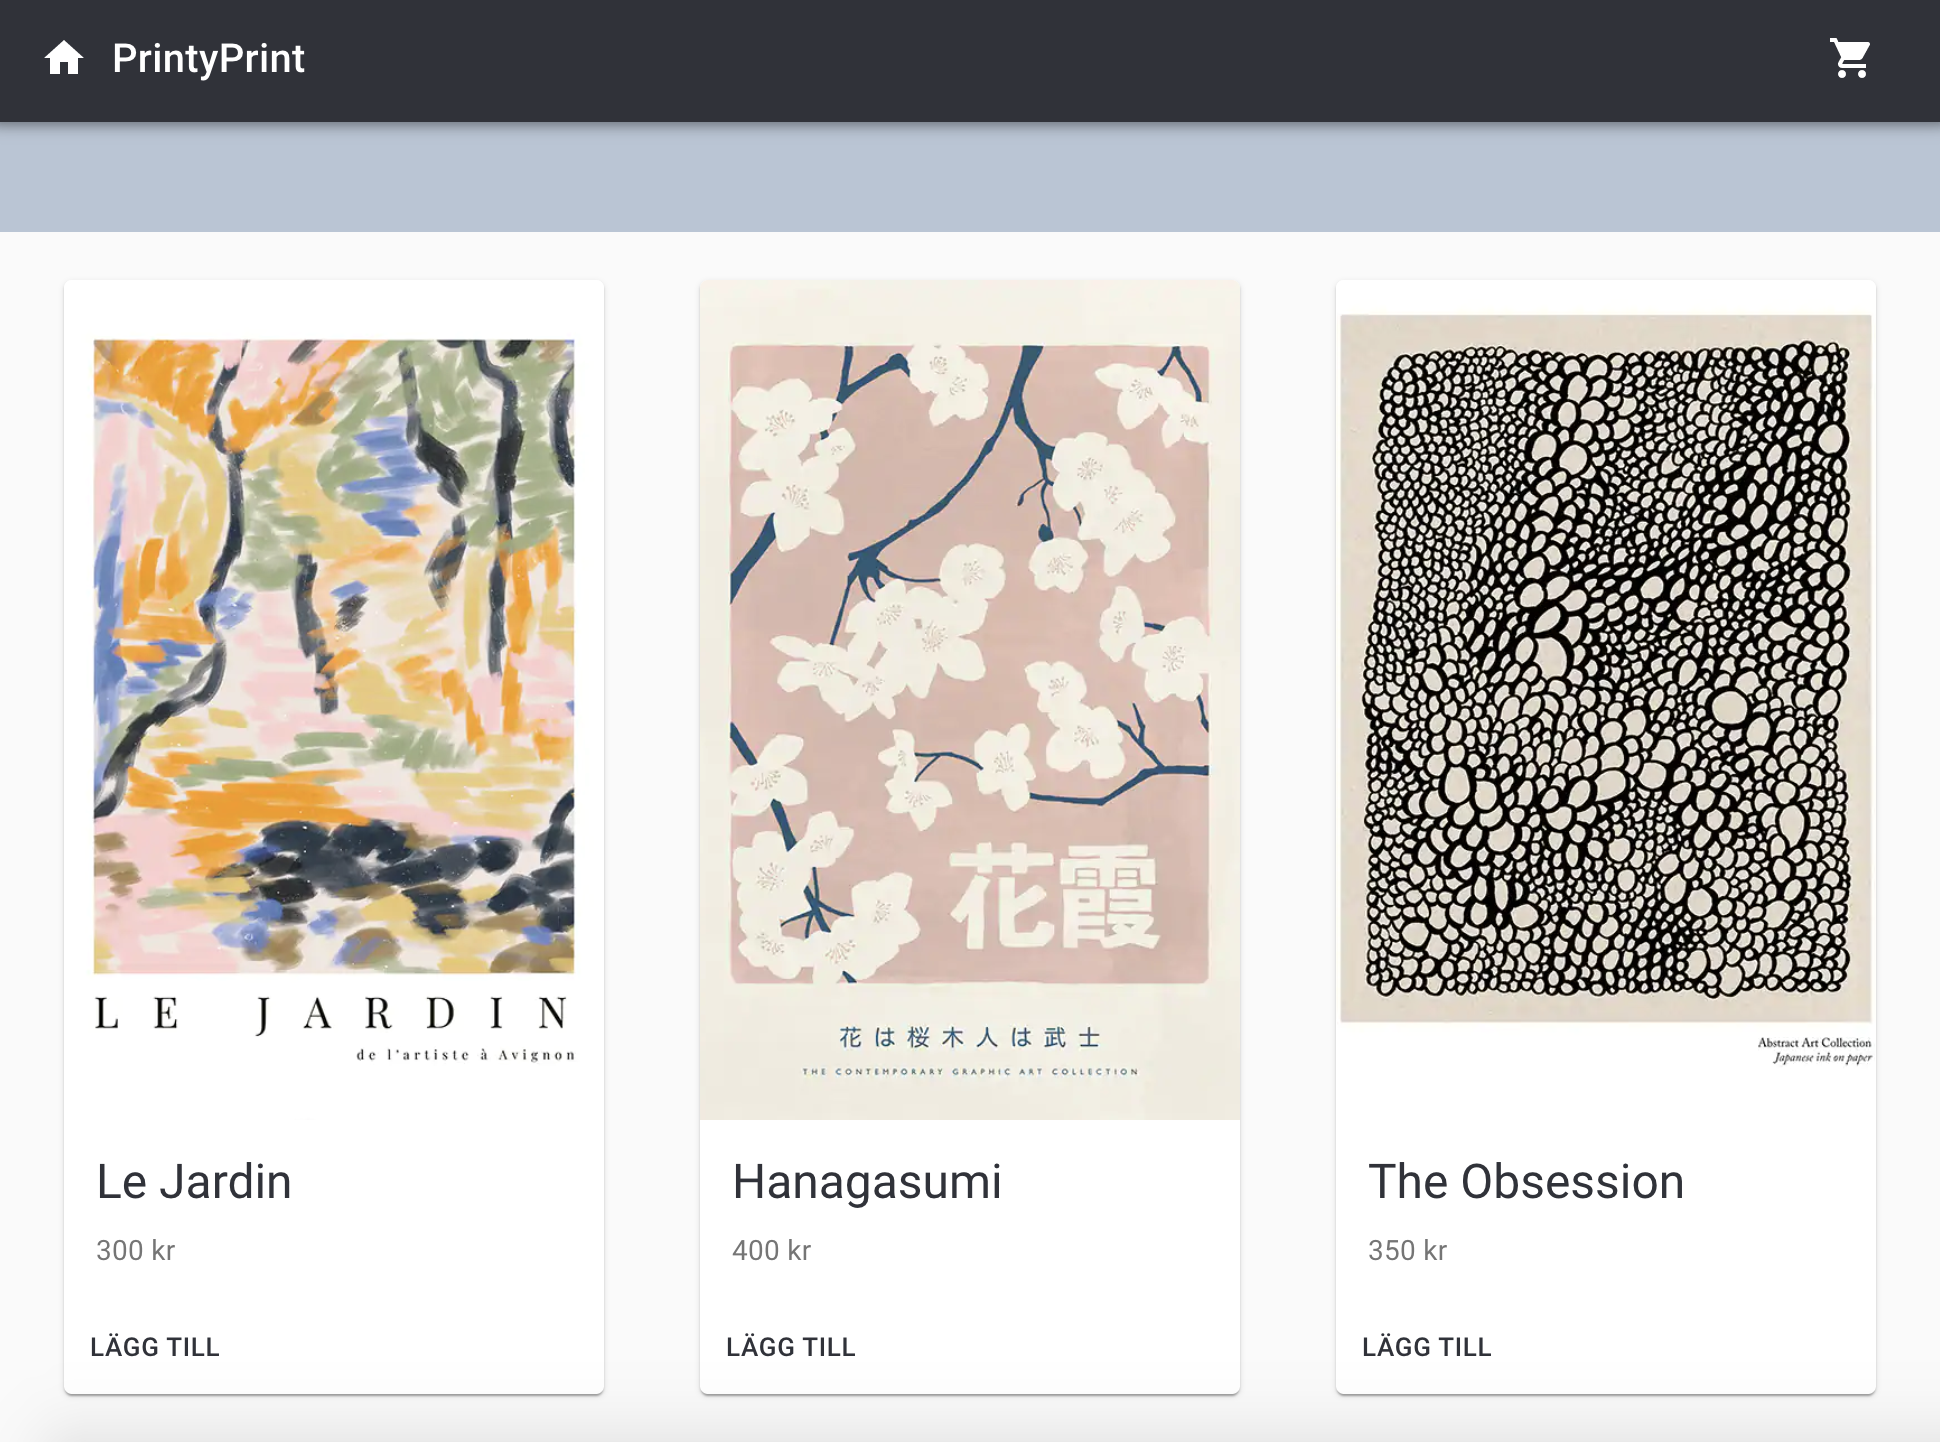 PrintyPrint
LE JARDIN
de l'artiste à Avignon
Le Jardin
300 kr
LÄGG TILL
花霞
花は桜木人は武士
THE CONTEMPORARY GRAPHIC ART COLLECTION
Hanagasumi
400 kr
LÄGG TILL
Abstract Art Collection
Japanese ink on paper
The Obsession
350 kr
LÄGG TILL